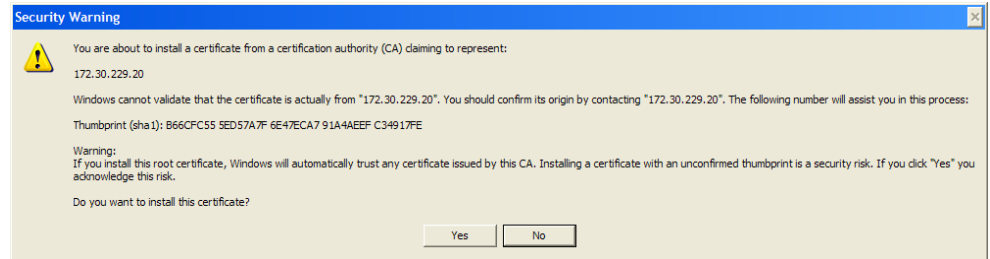 Security Warning
You are about to install a certificate from a certification authority (CA) claiming to represent:
172.30.229.20
Windows cannot validate that the certificate is actually from "172.30.229.20". You should confirm its origin by contacting "172.30.229.20". The following number will assist you in this process:
Thumbprint (sha1): B66CFC55 5ED57A7F 6E47ECA7 91A4AEEF C34917FE
Warning:
If you install this root certificate, Windows will automatically trust any certificate issued by this CA. Installing a certificate with an unconfirmed thumbprint is a security risk. If you click "Yes" you
acknowledge this risk.
Do you want to install this certificate?
Yes
No